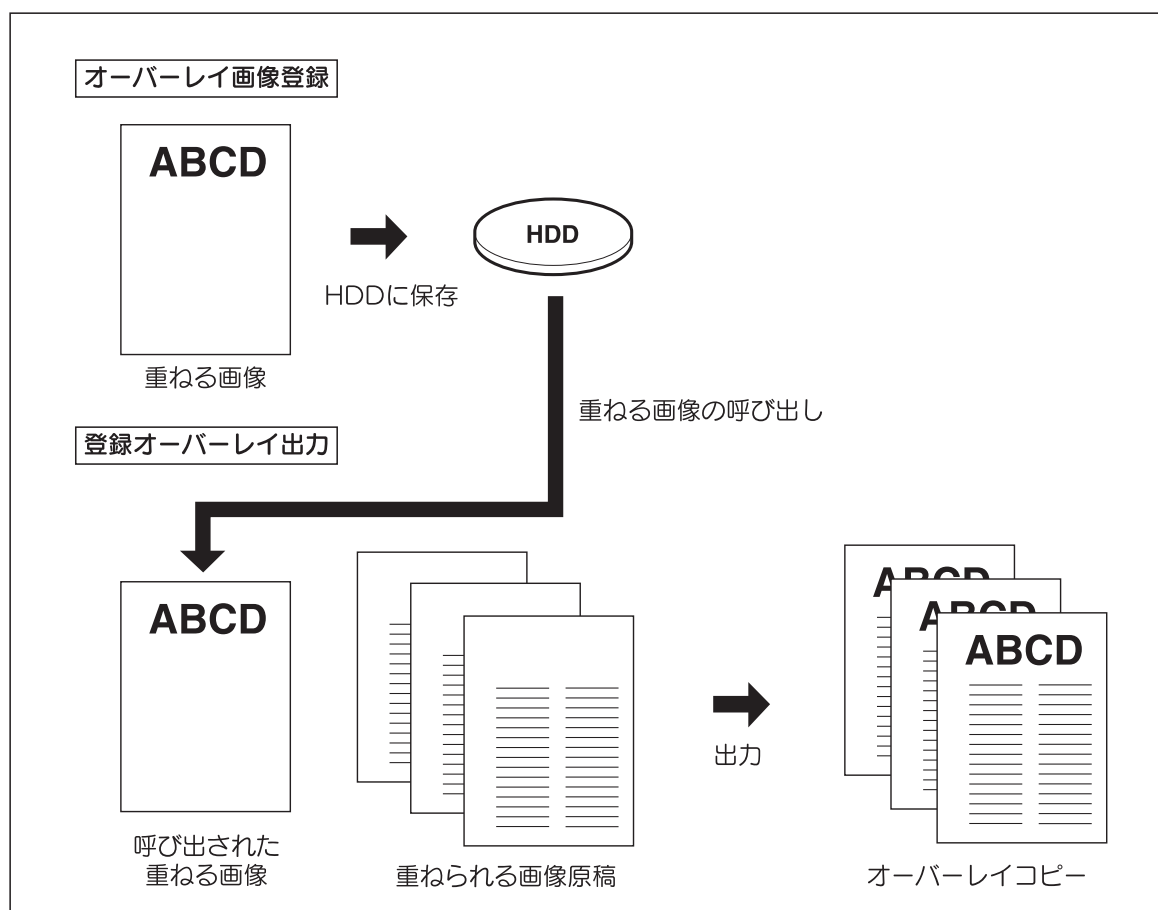 オーバーレイ画像登録
ABCD
HDD
HDDに保存
重ねる画像
重ねる画像の呼び出し
登録オーバーレイ出力
ABCD
ABCD
ABCD
ABCD
出力
呼び出された
重ねる画像
重ねられる画像原稿
オーバーレイコピー